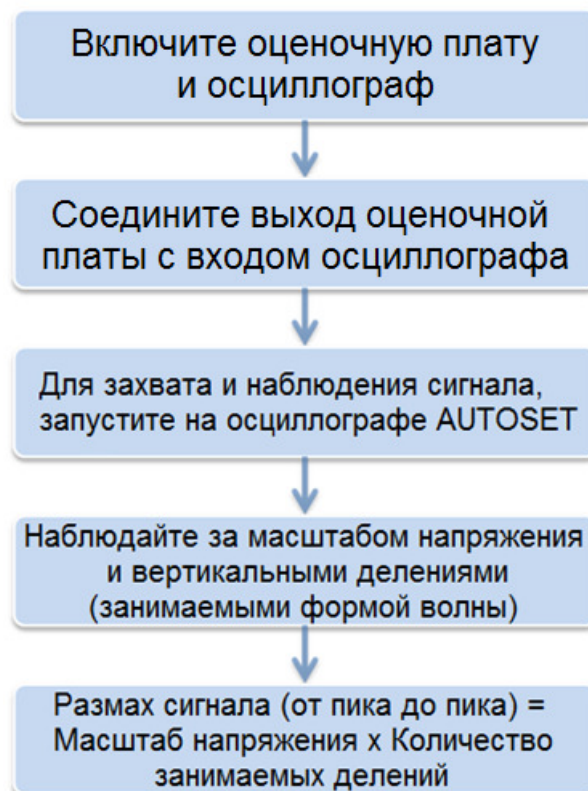 Включите оценочную плату
и осциллограф
Соедините выход оценочной
платы с входом осциллографа
Для захвата и наблюдения сигнала,
запустите на осциллографе AUTOSET
Наблюдайте за масштабом напряжения
и вертикальными делениями
(занимаемыми формой волны)
Размах сигнала (от пика до пика) =
Масштаб напряжения х Количество
занимаемых делений